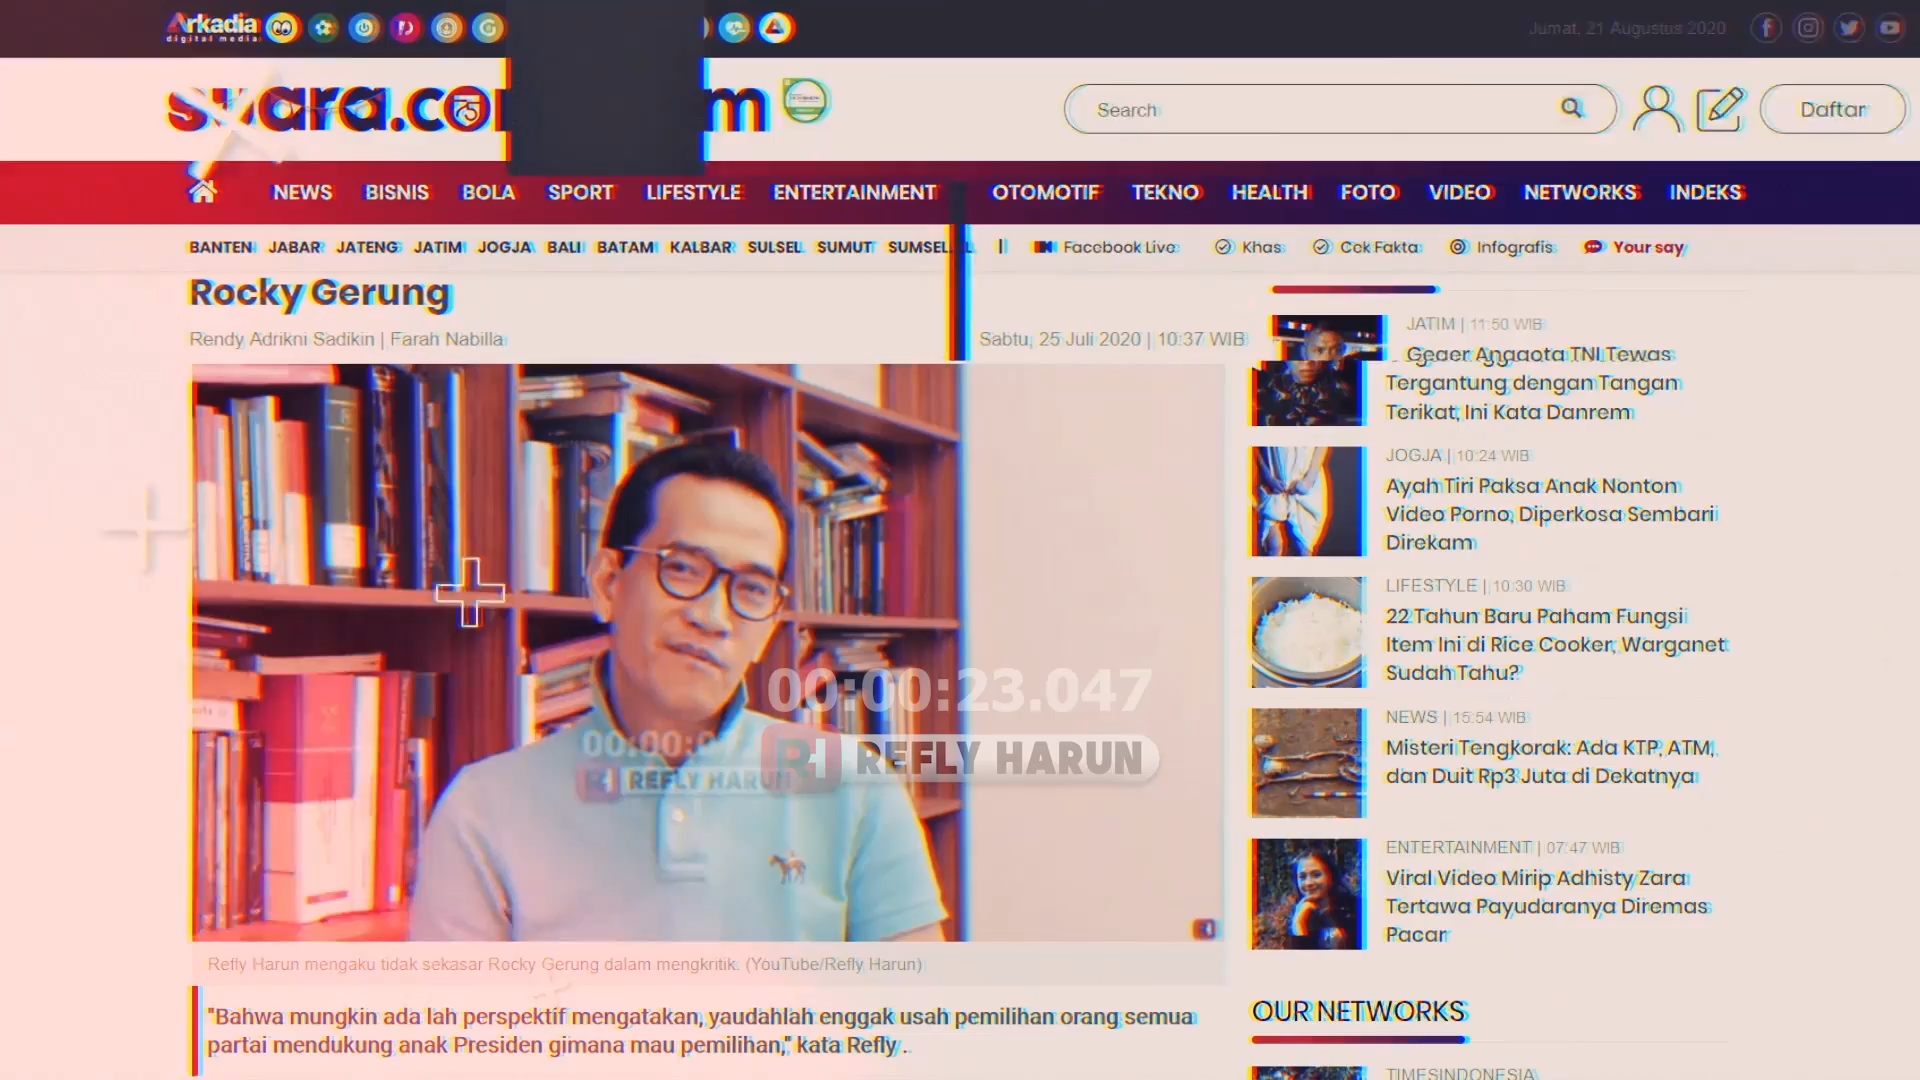 Arkadia
digital media
Jumat, 21 Augustus 2020
suara.com
Search
Daftar
NEWS BISNIS BOLA SPORT LIFESTYLE ENTERTAINMENT OTOMOTIF TEKNO HEALTH FOTO VIDEO NETWORKS INDEKS
BANTEN JABAR JATENG JATIM JOGJA BALI BATAM KALBAR SULSEL SUMUT SUMSEL || Facebook Live Khas Cek Fakta Infografis Your say
Rocky Gerung
Rendy Adrikni Sadikin | Farah Nabilla
Sabtu, 25 Juli 2020 | 10:37 WIB
00:00:23.047
REFLY HARUN
REFLY HARUN
Refly Harun mengaku tidak sekasar Rocky Gerung dalam mengkritik. (YouTube/Refly Harun)
"Bahwa mungkin ada lah perspektif mengatakan, yaudahlah enggak usah pemilihan orang semua
partai mendukung anak Presiden gimana mau pemilihan," kata Refly .
JATIM | 11:50 WIB
Geger Anggota TNI Tewas
Tergantung dengan Tangan
Terikat, Ini Kata Danrem
JOGJA | 10:24 WIB
Ayah Tiri Paksa Anak Nonton
Video Porno, Diperkosa Sembari
Direkam
LIFESTYLE | 10:30 WIB
22 Tahun Baru Paham Fungsi
Item Ini di Rice Cooker, Warganet
Sudah Tahu?
NEWS | 15:54 WIB
Misteri Tengkorak: Ada KTP, ATM,
dan Duit Rp3 Juta di Dekatnya
ENTERTAINMENT | 07:47 WIB
Viral Video Mirip Adhisty Zara
Tertawa Payudaranya Diremas
Pacar
OUR NETWORKS
TIMESINDONESIA